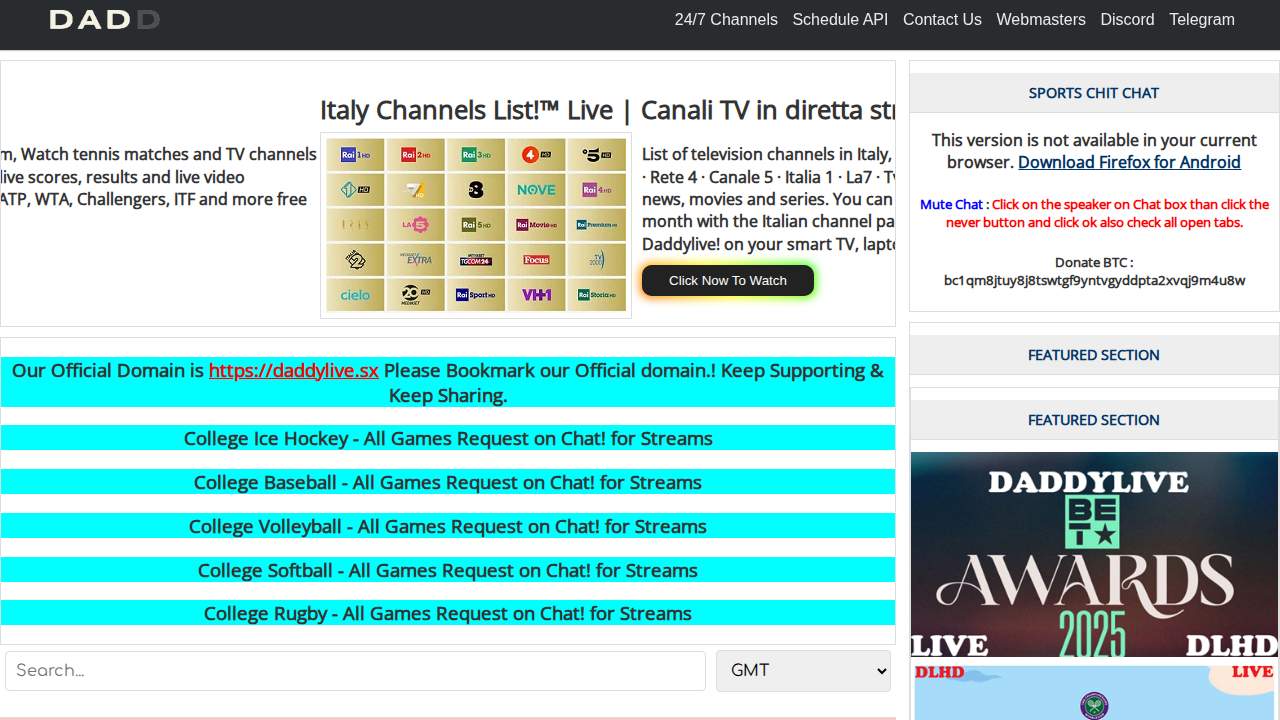 DADD
24/7 Channels Schedule API Contact Us Webmasters Discord Telegram
Italy Channels List!™ Live | Canali TV in diretta
m, Watch tennis matches and TV channels
live scores, results and live video
ATP, WTA, Challengers, ITF and more free
Rai 1 HD Rai 2 HD Rai 3 HD 4 HD 5 HD
HD 7 8 NOVE Rai 4 HD
LA 5 Rai 5 HD Rai Movie HD Rai Premium HD
MEDIASET EXTRA MEDIASET TGCOM24 Focus TV 2000
cielo 20 MEDIASET HD Rai Sport HD VH1 Rai Storia HD
List of television channels in Italy,
· Rete 4 · Canale 5 · Italia 1 · La7 ·
news, movies and series. You can
month with the Italian channel
Daddylive! on your smart TV,
Click Now To Watch
Our Official Domain is https://daddylive.sx Please Bookmark our Official domain.! Keep Supporting &
Keep Sharing.
College Ice Hockey - All Games Request on Chat! for Streams
College Baseball - All Games Request on Chat! for Streams
College Volleyball - All Games Request on Chat! for Streams
College Softball - All Games Request on Chat! for Streams
College Rugby - All Games Request on Chat! for Streams
Search...
GMT
SPORTS CHIT CHAT
This version is not available in your current
browser. Download Firefox for Android
Mute Chat : Click on the speaker on Chat box than click the
never button and click ok also check all open tabs.
Donate BTC :
bc1qm8jtuy8j8tswtgf9yntvgyddpta2xvqj9m4u8w
FEATURED SECTION
FEATURED SECTION
DADDYLIVE
BET
AWARDS
2025
LIVE DLHD
DLHD LIVE